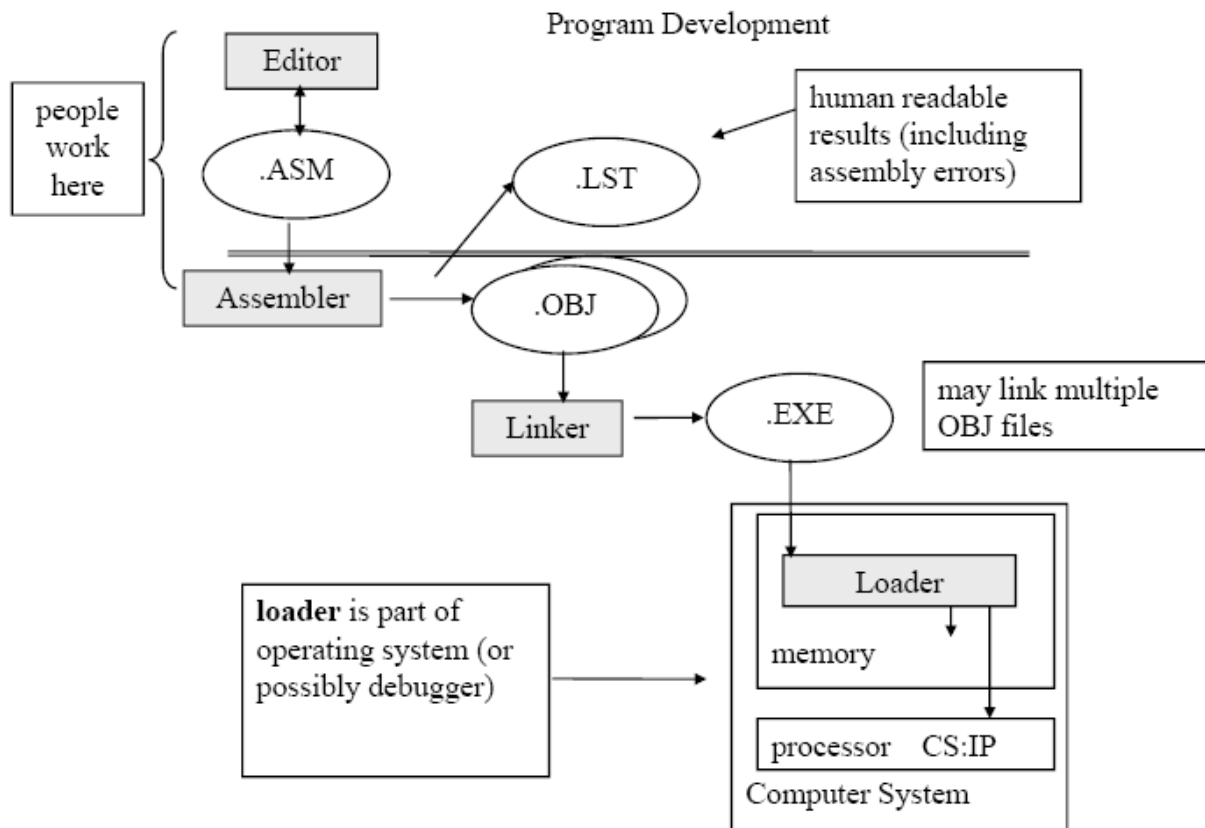 Program Development
Editor
people
work
here
.ASM
.LST
human readable
results (including
assembly errors)
Assembler
.OBJ
Linker
.EXE
may link multiple
OBJ files
loader is part of
operating system (or
possibly debugger)
Loader
memory
processor CS:IP
Computer System